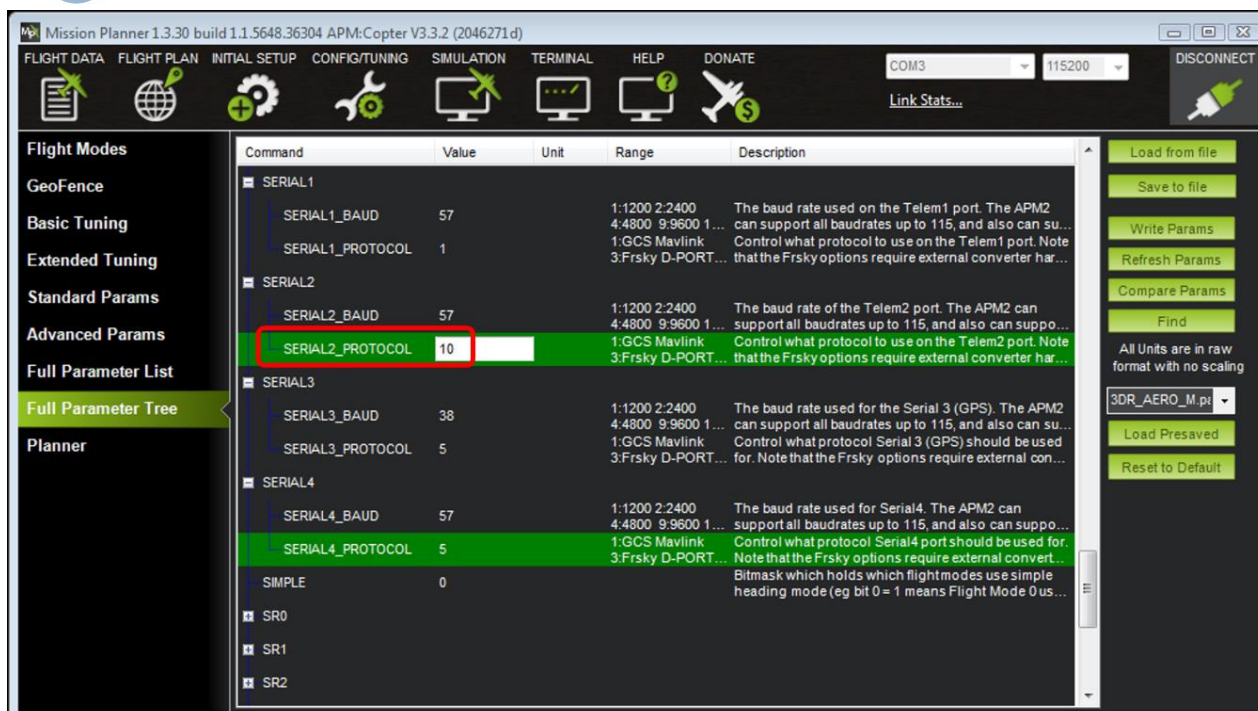 Mission Planner 1.3.30 build 1.1.5648.36304 APM:Copter V3.3.2 (2046271d)
FLIGHT DATA FLIGHT PLAN INITIAL SETUP CONFIG/TUNING SIMULATION TERMINAL HELP DONATE COM3 115200 DISCONNECT
Link Stats...
Flight Modes
GeoFence
Basic Tuning
Extended Tuning
Standard Params
Advanced Params
Full Parameter List
Full Parameter Tree
Planner
Command Value Unit Range Description
SERIAL1
SERIAL1_BAUD 57 1:1200 2:2400 The baud rate used on the Telem1 port. The APM2
4:4800 9:9600 1... can support all baudrates up to 115, and also can su...
SERIAL1_PROTOCOL 1 1:GCS Mavlink Control what protocol to use on the Telem1 port. Note
3:Frsky D-PORT... that the Frsky options require external converter har...
SERIAL2
SERIAL2_BAUD 57 1:1200 2:2400 The baud rate of the Telem2 port. The APM2 can
4:4800 9:9600 1... support all baudrates up to 115, and also can suppo...
SERIAL2_PROTOCOL 10 1:GCS Mavlink Control what protocol to use on the Telem2 port. Note
3:Frsky D-PORT... that the Frsky options require external converter har...
SERIAL3
SERIAL3_BAUD 38 1:1200 2:2400 The baud rate used for the Serial 3 (GPS). The APM2
4:4800 9:9600 1... can support all baudrates up to 115, and also can su...
SERIAL3_PROTOCOL 5 1:GCS Mavlink Control what protocol Serial 3 (GPS) should be used
3:Frsky D-PORT... for. Note that the Frsky options require external con...
SERIAL4
SERIAL4_BAUD 57 1:1200 2:2400 The baud rate used for Serial4. The APM2 can
4:4800 9:9600 1... support all baudrates up to 115, and also can suppo...
SERIAL4_PROTOCOL 5 1:GCS Mavlink Control what protocol Serial4 port should be used for.
3:Frsky D-PORT... Note that the Frsky options require external convert...
SIMPLE 0 Bitmask which holds which flight modes use simple
heading mode (eg bit 0 = 1 means Flight Mode 0 us...
SR0
SR1
SR2
Load from file
Save to file
Write Params
Refresh Params
Compare Params
Find
All Units are in raw
format with no scaling
3DR_AERO_M.pa
Load Presaved
Reset to Default